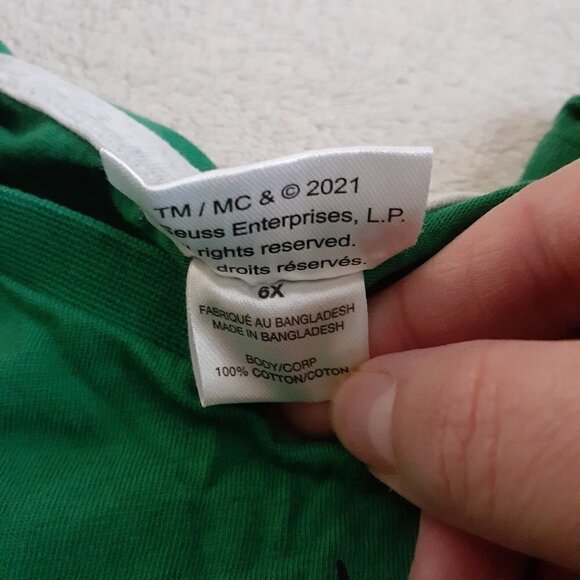 TM / MC & © 2021
Seuss Enterprises, L.P.
rights reserved.
droits réservés.
6X
FABRIQUÉ AU BANGLADESH
MADE IN BANGLADESH
BODY/CORP
100% COTTON/COTON